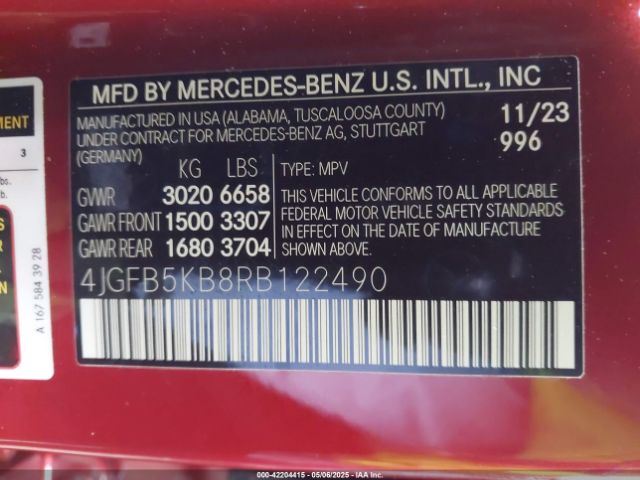 MFD BY MERCEDES-BENZ U.S. INTL., INC
MANUFACTURED IN USA (ALABAMA, TUSCALOOSA COUNTY)
UNDER CONTRACT FOR MERCEDES-BENZ AG, STUTTGART
(GERMANY)
11/23
996
KG LBS
GVWR 3020 6658
GAWR FRONT 1500 3307
GAWR REAR 1680 3704
TYPE: MPV
THIS VEHICLE CONFORMS TO ALL APPLICABLE
FEDERAL MOTOR VEHICLE SAFETY STANDARDS
IN EFFECT ON THE DATE OF MANUFACTURE
SHOWN ABOVE.
4JGFB5KB8RB122490
3
A 167 584 39 28
000-42204415 - 05/06/2025 - IAA Inc.